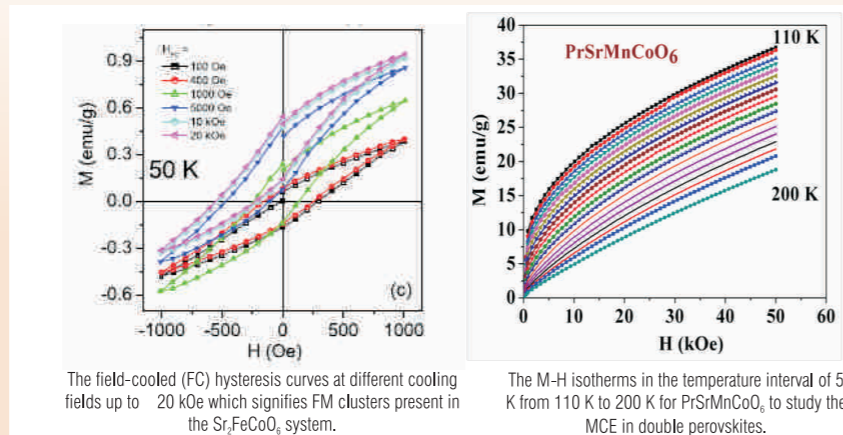 H_FC =
100 Oe
400 Oe
1000 Oe
5000 Oe
10 kOe
20 kOe
50 K
(c)
M (emu/g)
0.9
0.6
0.3
0.0
-0.3
-0.6
-1000 -500 0 500 1000
H (Oe)
The field-cooled (FC) hysteresis curves at different cooling
fields up to 20 kOe which signifies FM clusters present in
the Sr₂FeCoO₆ system.
PrSrMnCoO₆
110 K
200 K
M (emu/g)
40
35
30
25
20
15
10
5
0
0 10 20 30 40 50 60
H (kOe)
The M-H isotherms in the temperature interval of 5
K from 110 K to 200 K for PrSrMnCoO₆ to study the
MCE in double perovskites.